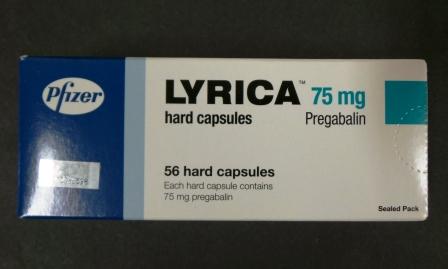 Pfizer
LYRICA™ 75 mg
hard capsules Pregabalin
56 hard capsules
Each hard capsule contains
75 mg pregabalin
Sealed Pack